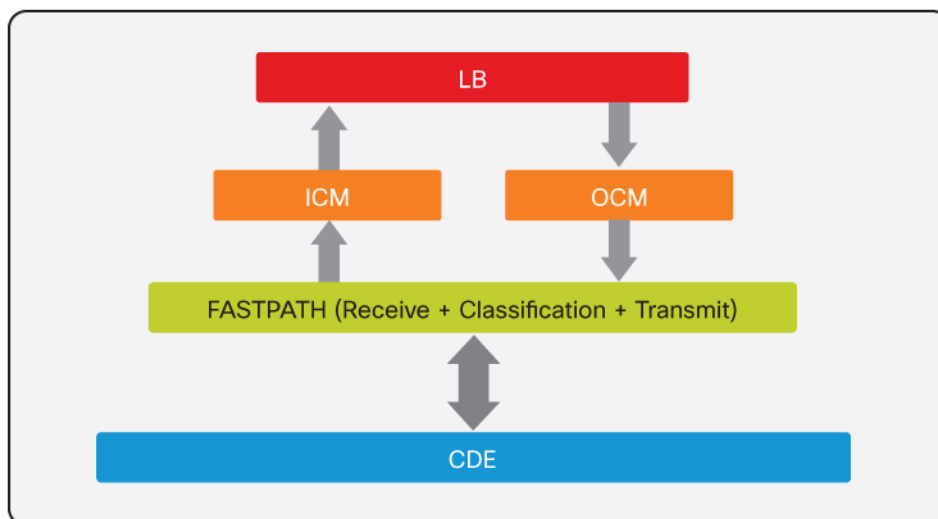 LB
ICM
OCM
FASTPATH (Receive + Classification + Transmit)
CDE